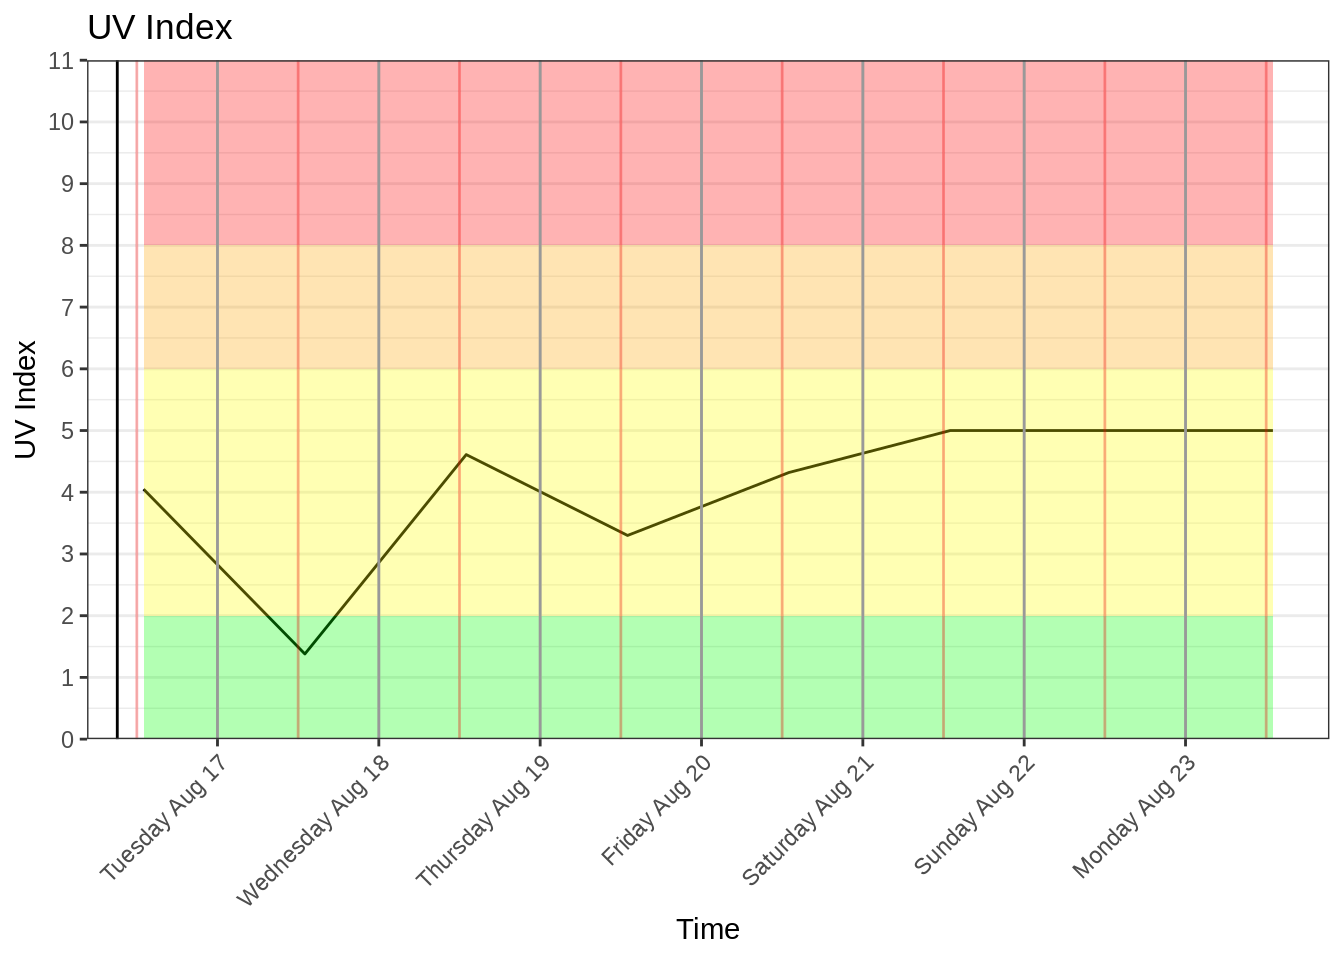 UV Index
11
10
9
8
7
6
5
4
3
2
1
0
UV Index
Tuesday Aug 17
Wednesday Aug 18
Thursday Aug 19
Friday Aug 20
Saturday Aug 21
Sunday Aug 22
Monday Aug 23
Time